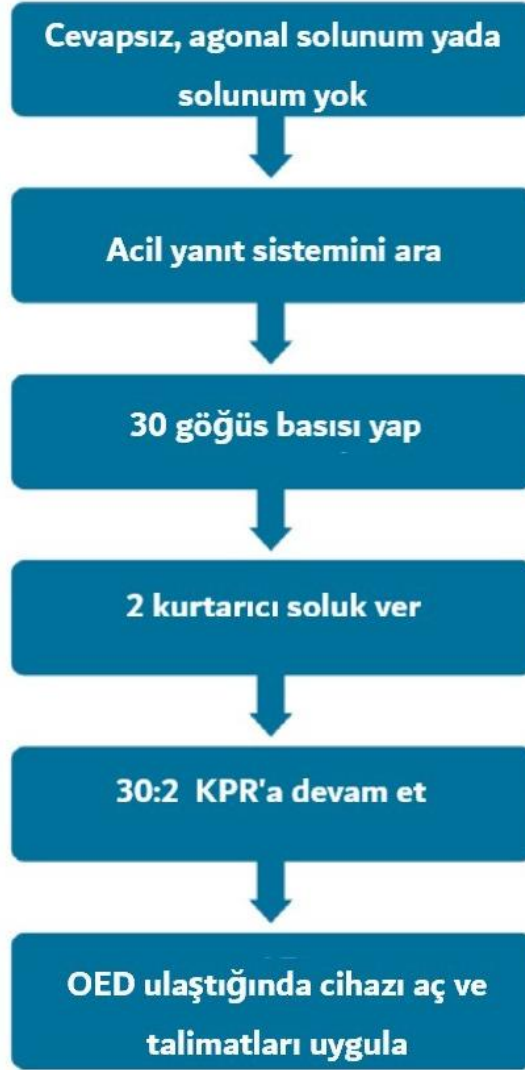 Cevapsız, agonal solunum yada
solunum yok
Acil yanıt sistemini ara
30 göğüs basısı yap
2 kurtarıcı soluk ver
30:2 KPR'a devam et
OED ulaştığında cihazı aç ve
talimatları uygula